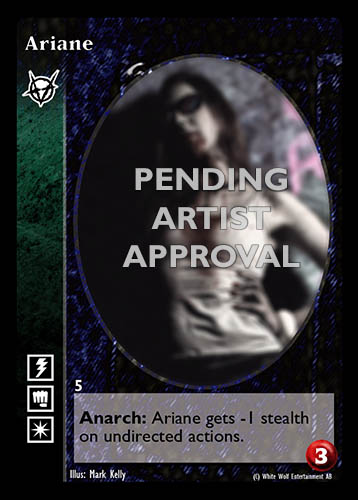 Ariane
PENDING
ARTIST
APPROVAL
5
Anarch: Ariane gets -1 stealth
on undirected actions.
3
Illus: Mark Kelly
(C) White Wolf Entertainment AB